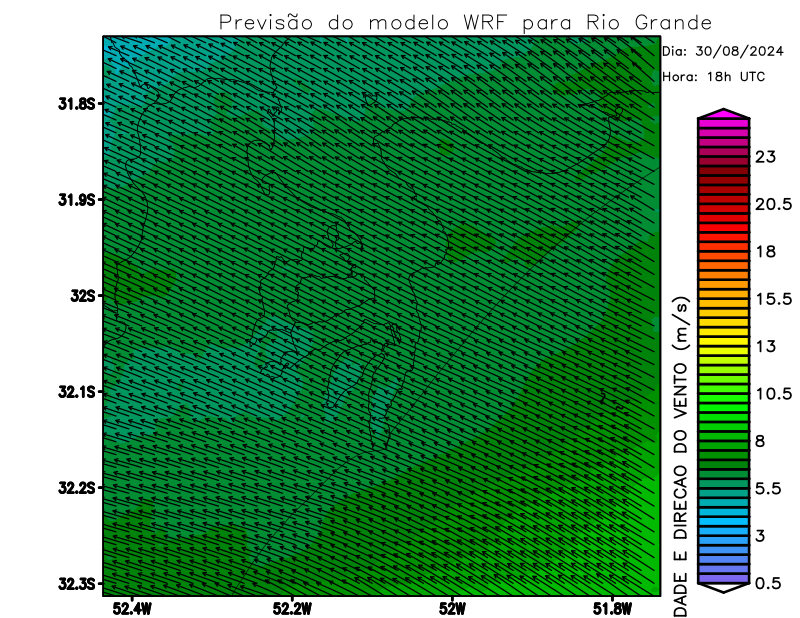 Previsão do modelo WRF para Rio Grande
Dia: 30/08/2024
Hora: 18h UTC
31.8S
31.9S
32S
32.1S
32.2S
32.3S
52.4W
52.2W
52W
51.8W
23
20.5
18
15.5
13
10.5
8
5.5
3
0.5
DADE E DIRECAO DO VENTO (m/s)